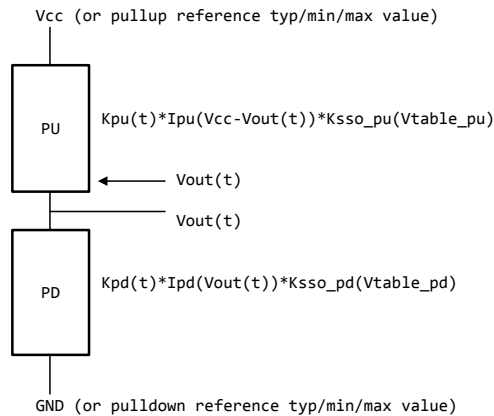 Vcc (or pullup reference typ/min/max value)
PU
Kpu(t)*Ipu(Vcc-Vout(t))*Ksso_pu(Vtable_pu)
Vout(t)
Vout(t)
PD
Kpd(t)*Ipd(Vout(t))*Ksso_pd(Vtable_pd)
GND (or pulldown reference typ/min/max value)